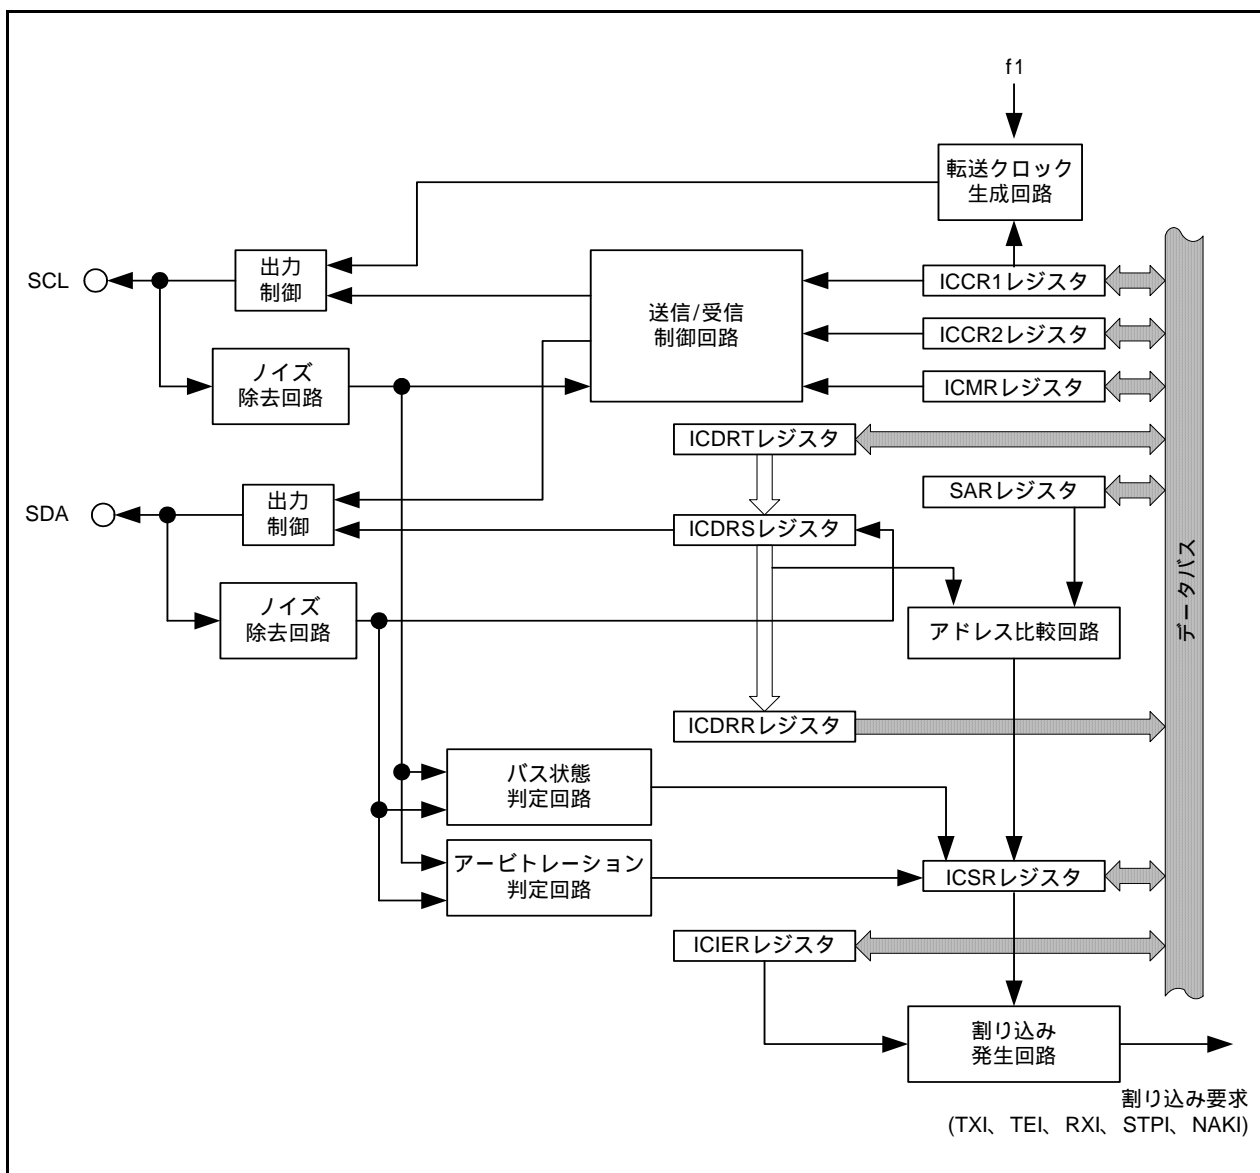 f1
転送クロック
生成回路
SCL
出力
制御
送信/受信
制御回路
ICCR1レジスタ
ICCR2レジスタ
ノイズ
除去回路
ICMRレジスタ
ICDRTレジスタ
SARレジスタ
SDA
出力
制御
ICDRSレジスタ
データバス
ノイズ
除去回路
アドレス比較回路
ICDRRレジスタ
バス状態
判定回路
アービトレーション
判定回路
ICSRレジスタ
ICIERレジスタ
割り込み
発生回路
割り込み要求
(TXI、TEI、RXI、STPI、NAKI)